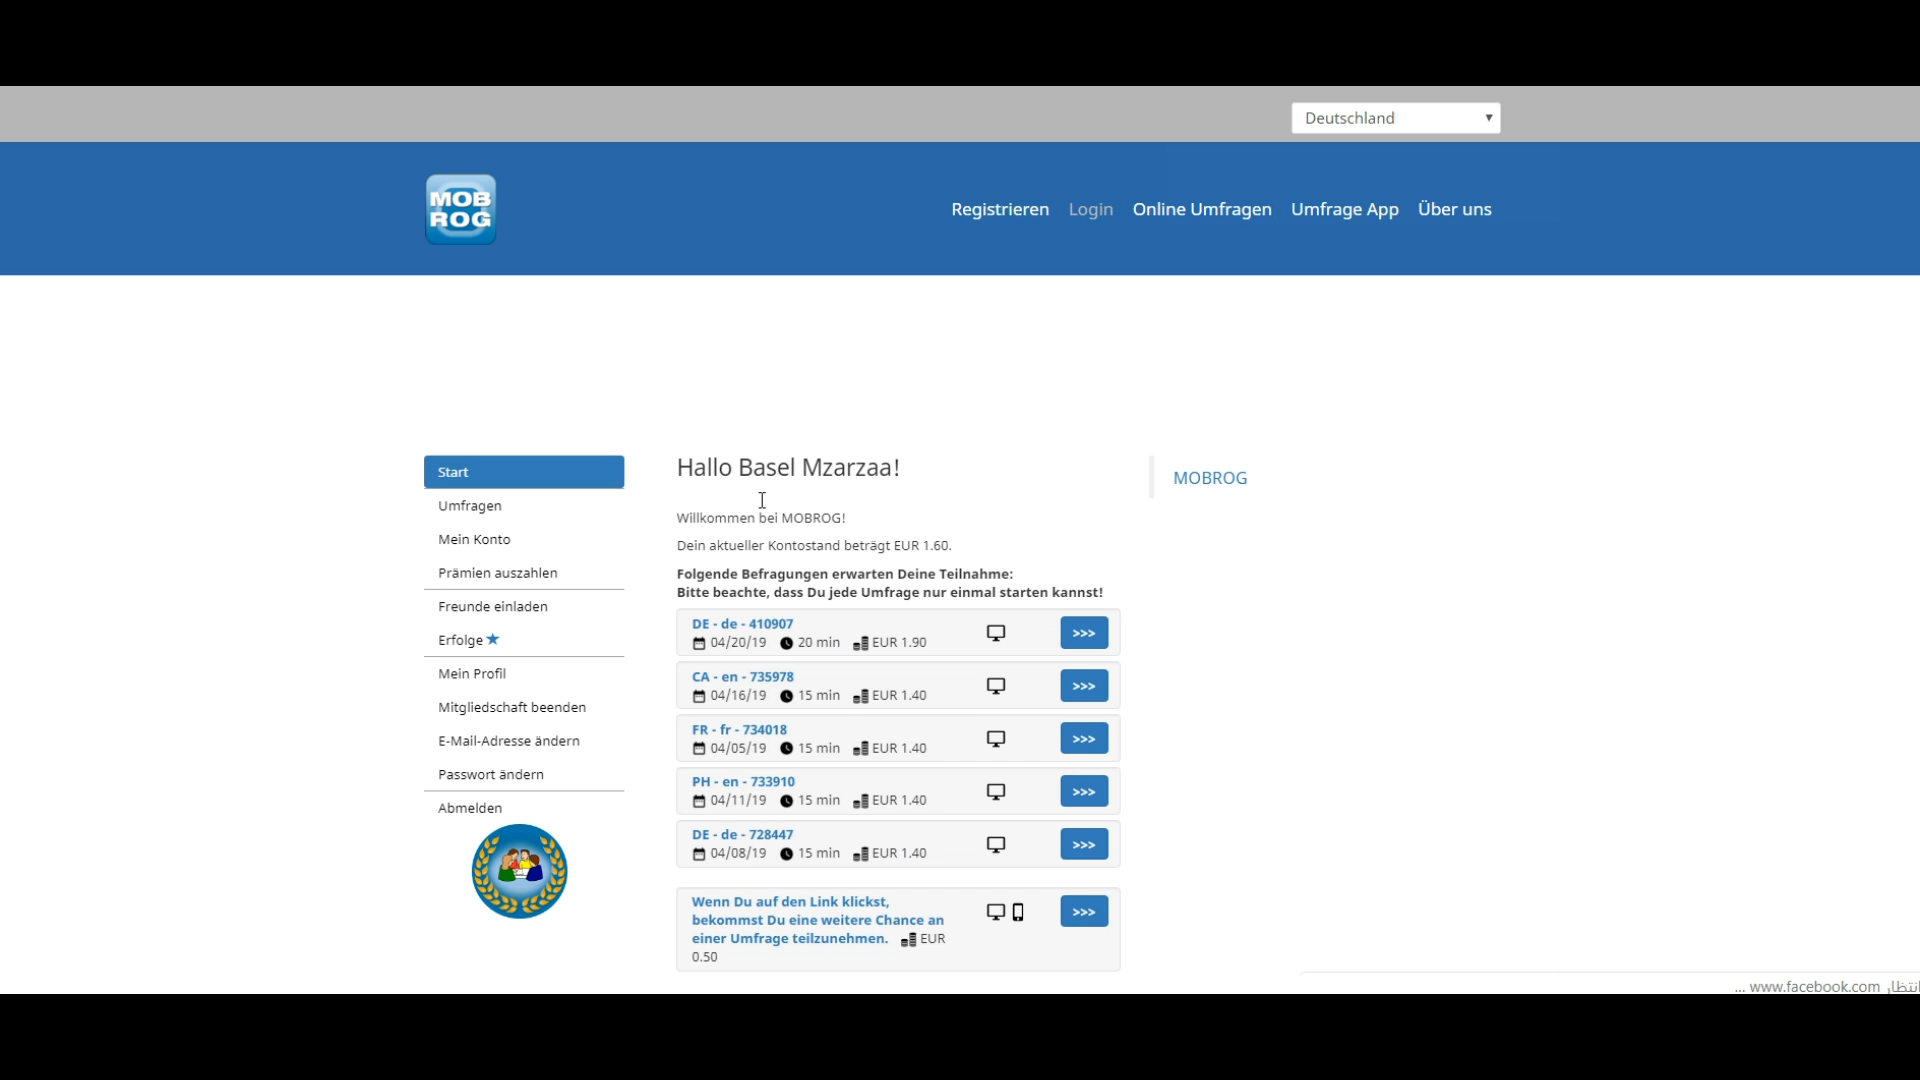 Deutschland
MOB
ROG
Registrieren Login Online Umfragen Umfrage App Über uns
Start
Umfragen
Mein Konto
Prämien auszahlen
Freunde einladen
Erfolge
Mein Profil
Mitgliedschaft beenden
E-Mail-Adresse ändern
Passwort ändern
Abmelden
Hallo Basel Mzarzaa!
Willkommen bei MOBROG!
Dein aktueller Kontostand beträgt EUR 1.60.
Folgende Befragungen erwarten Deine Teilnahme:
Bitte beachte, dass Du jede Umfrage nur einmal starten kannst!
DE - de - 410907
04/20/19 20 min EUR 1.90
>>>
CA - en - 735978
04/16/19 15 min EUR 1.40
>>>
FR - fr - 734018
04/05/19 15 min EUR 1.40
>>>
PH - en - 733910
04/11/19 15 min EUR 1.40
>>>
DE - de - 728447
04/08/19 15 min EUR 1.40
>>>
Wenn Du auf den Link klickst,
bekommst Du eine weitere Chance an
einer Umfrage teilzunehmen. EUR
0.50
>>>
MOBROG
... www.facebook.com